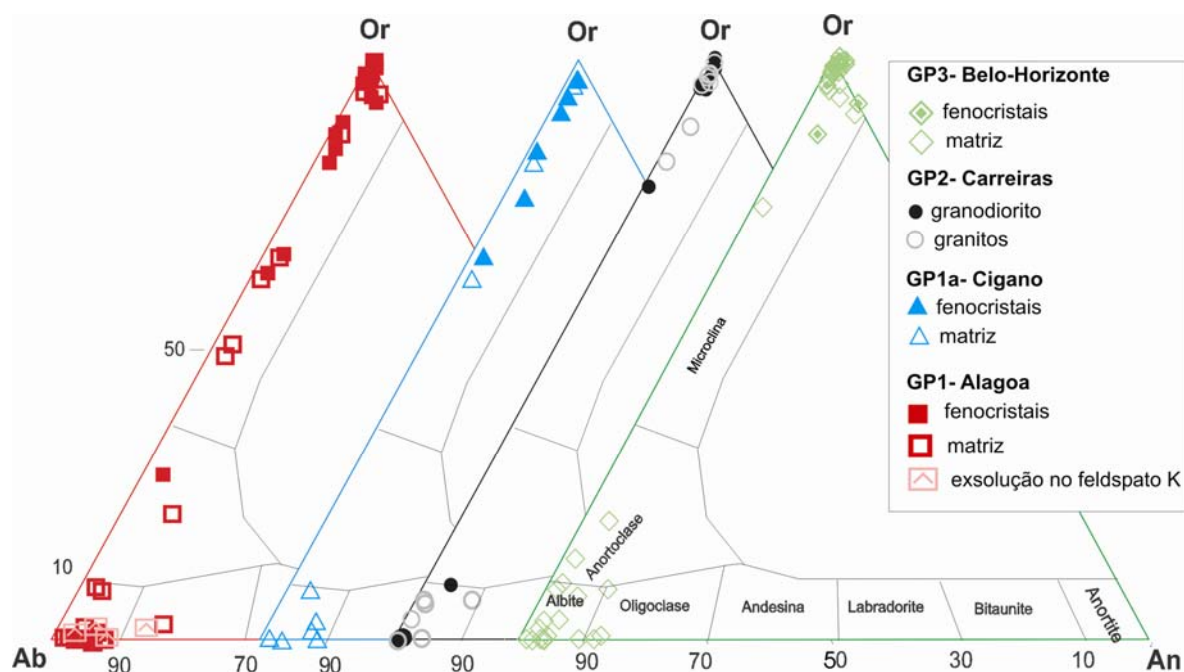 Or
Or
Or
Or
GP3- Belo-Horizonte
fenocristais
matriz
GP2- Carreiras
granodiorito
granitos
GP1a- Cigano
fenocristais
matriz
GP1- Alagoa
fenocristais
matriz
exsolução no feldspato K
50
Microclina
10
Anortoclase
Albite
Oligoclase
Andesina
Labradorite
Bitaunite
Anortite
Ab
90
70
90
90
90
70
50
30
10
An